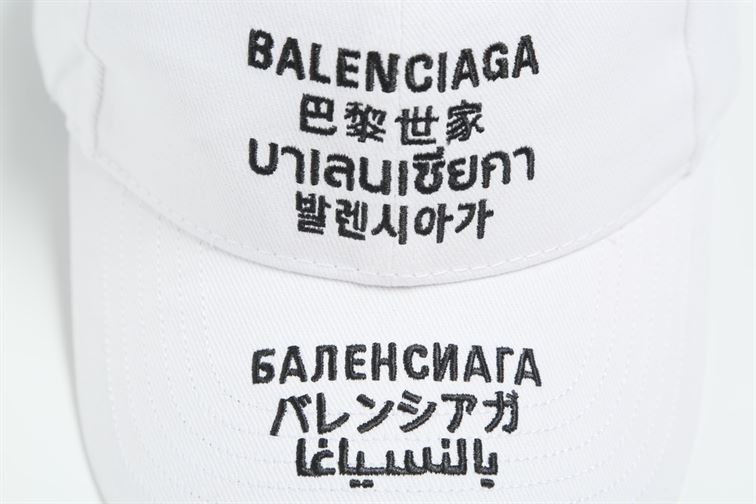 BALENCIAGA
巴黎世家
บาเลนเซียกา
발렌시아가
БАЛЕНСИАГА
バレンシアガ
بالنسياغا